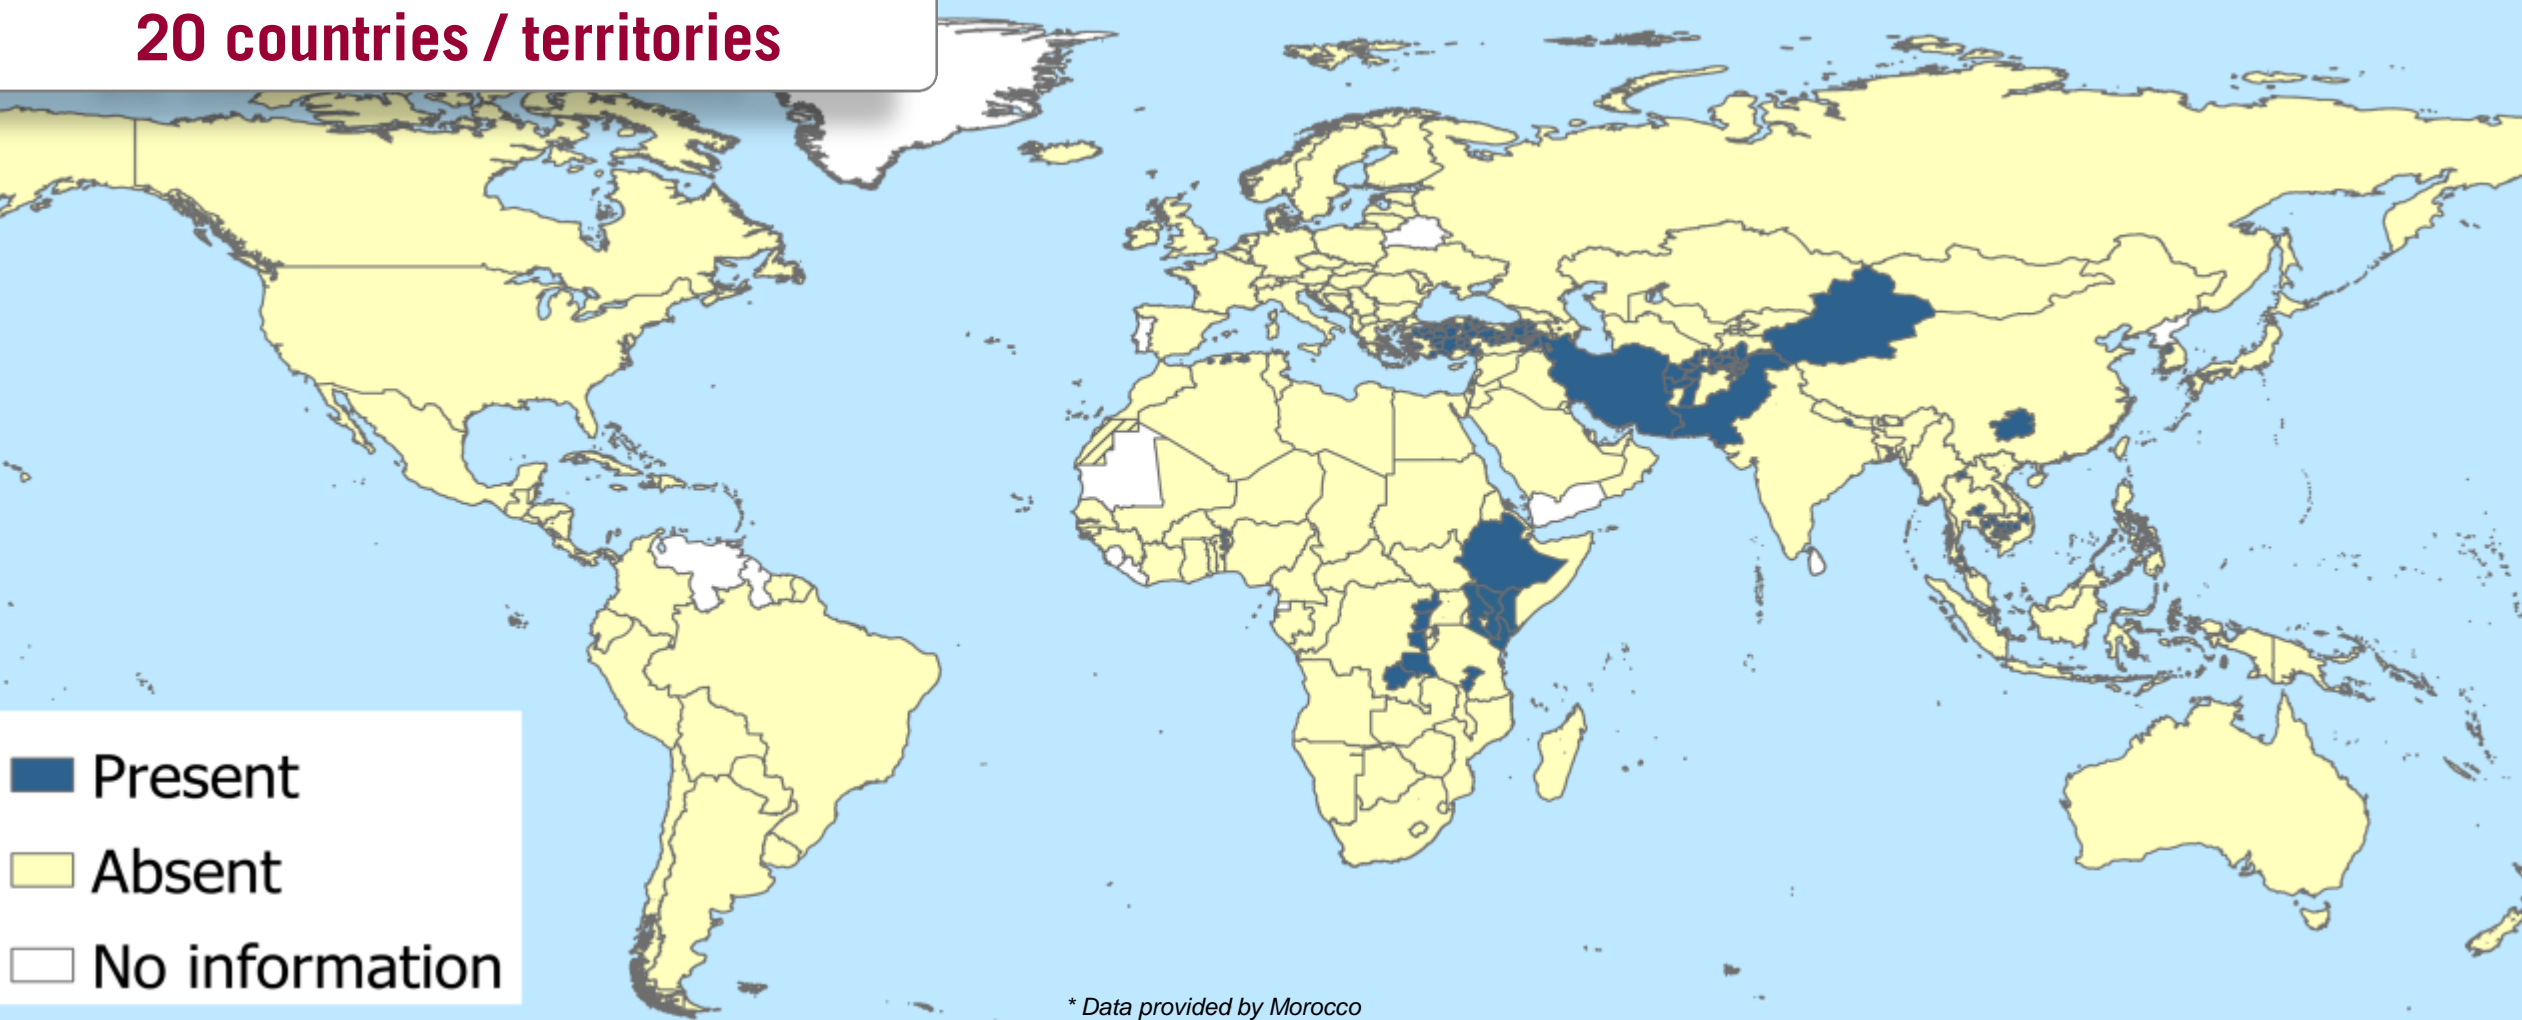 20 countries / territories
Present
Absent
No information
* Data provided by Morocco